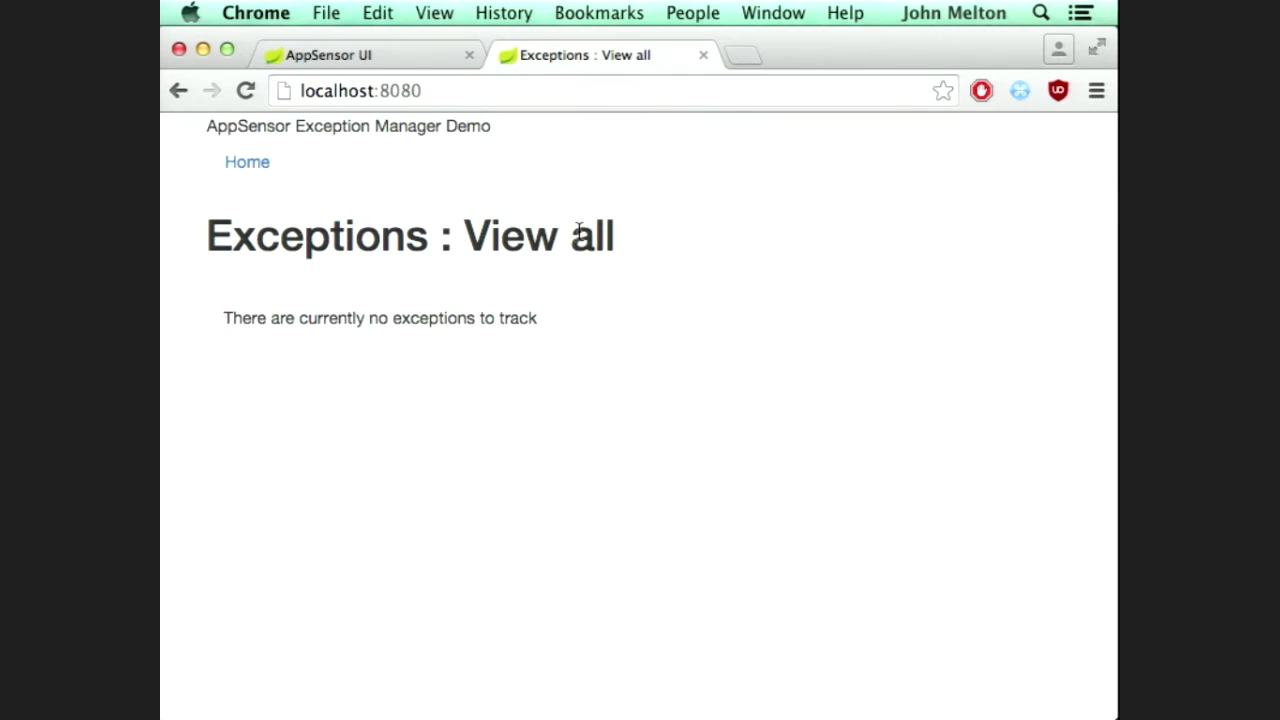 Chrome File Edit View History Bookmarks People Window Help John Melton
AppSensor UI Exceptions : View all
localhost:8080
AppSensor Exception Manager Demo
Home
Exceptions : View all
There are currently no exceptions to track